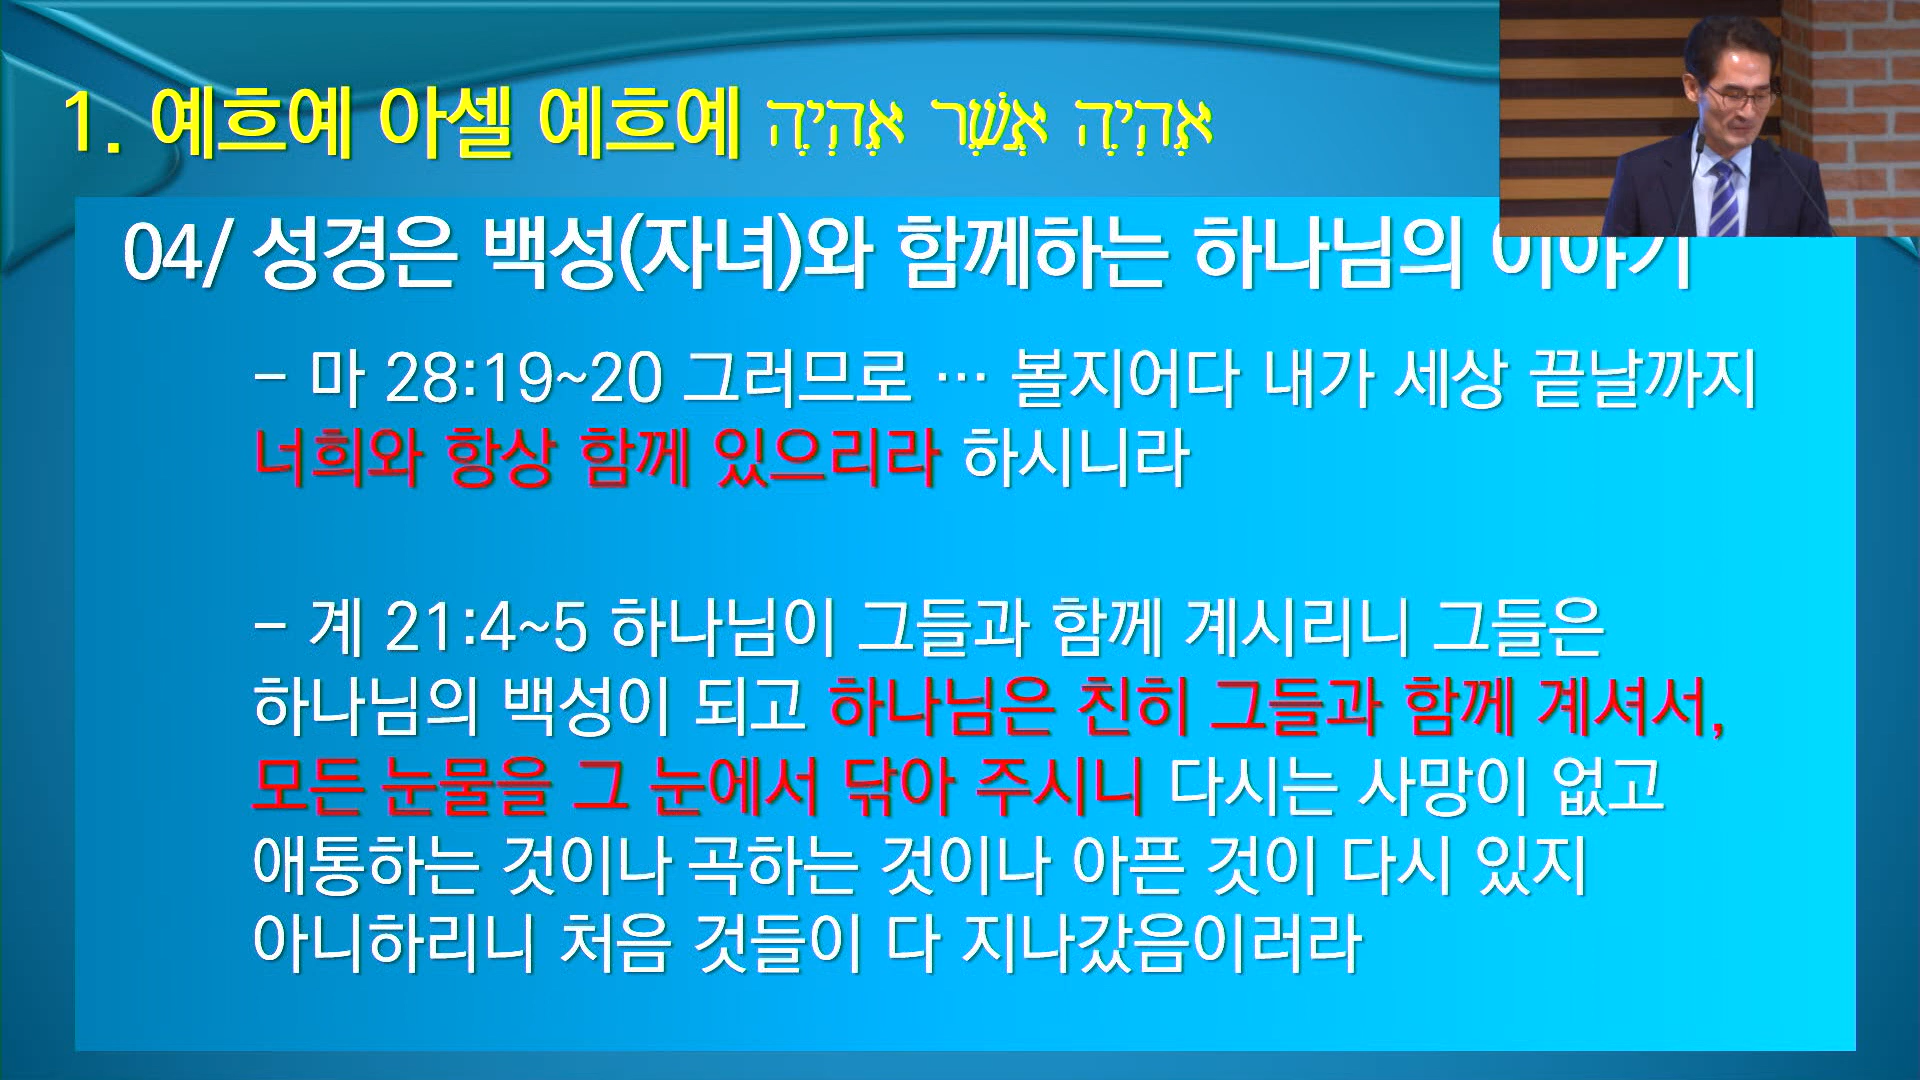 1. 예흐예 아셀 예흐예 אֶהְיֶה אֲשֶׁר אֶהְיֶה
04/ 성경은 백성(자녀)와 함께하는 하나님의 이야기
- 마 28:19~20 그러므로 … 볼지어다 내가 세상 끝날까지
너희와 항상 함께 있으리라 하시니라
- 계 21:4~5 하나님이 그들과 함께 계시리니 그들은
하나님의 백성이 되고 하나님은 친히 그들과 함께 계셔서,
모든 눈물을 그 눈에서 닦아 주시니 다시는 사망이 없고
애통하는 것이나 곡하는 것이나 아픈 것이 다시 있지
아니하리니 처음 것들이 다 지나갔음이러라